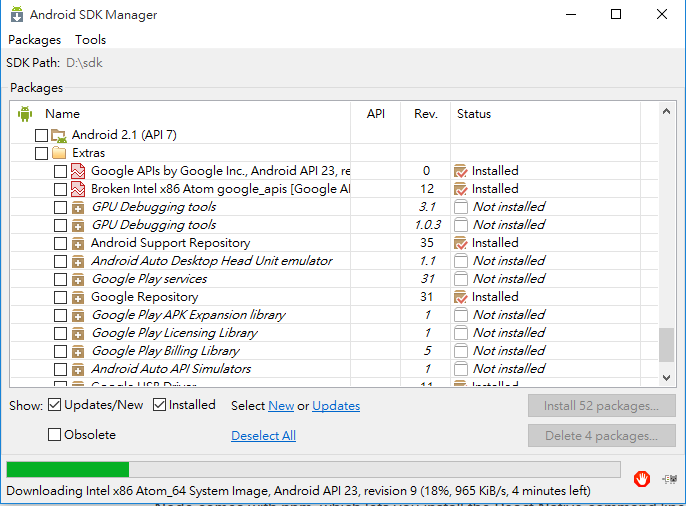 Android SDK Manager
Packages Tools
SDK Path: D:\sdk
Packages
Name API Rev. Status
Android 2.1 (API 7)
Extras
Google APIs by Google Inc., Android API 23, re 0 Installed
Broken Intel x86 Atom google_apis [Google AI 12 Installed
GPU Debugging tools 3.1 Not installed
GPU Debugging tools 1.0.3 Not installed
Android Support Repository 35 Installed
Android Auto Desktop Head Unit emulator 1.1 Not installed
Google Play services 31 Not installed
Google Repository 31 Installed
Google Play APK Expansion library 1 Not installed
Google Play Licensing Library 1 Not installed
Google Play Billing Library 5 Not installed
Android Auto API Simulators 1 Not installed
Google USB Driver 11 Installed
Show: Updates/New Installed Select New or Updates Install 52 packages...
Obsolete Deselect All Delete 4 packages...
Downloading Intel x86 Atom_64 System Image, Android API 23, revision 9 (18%, 965 KiB/s, 4 minutes left)